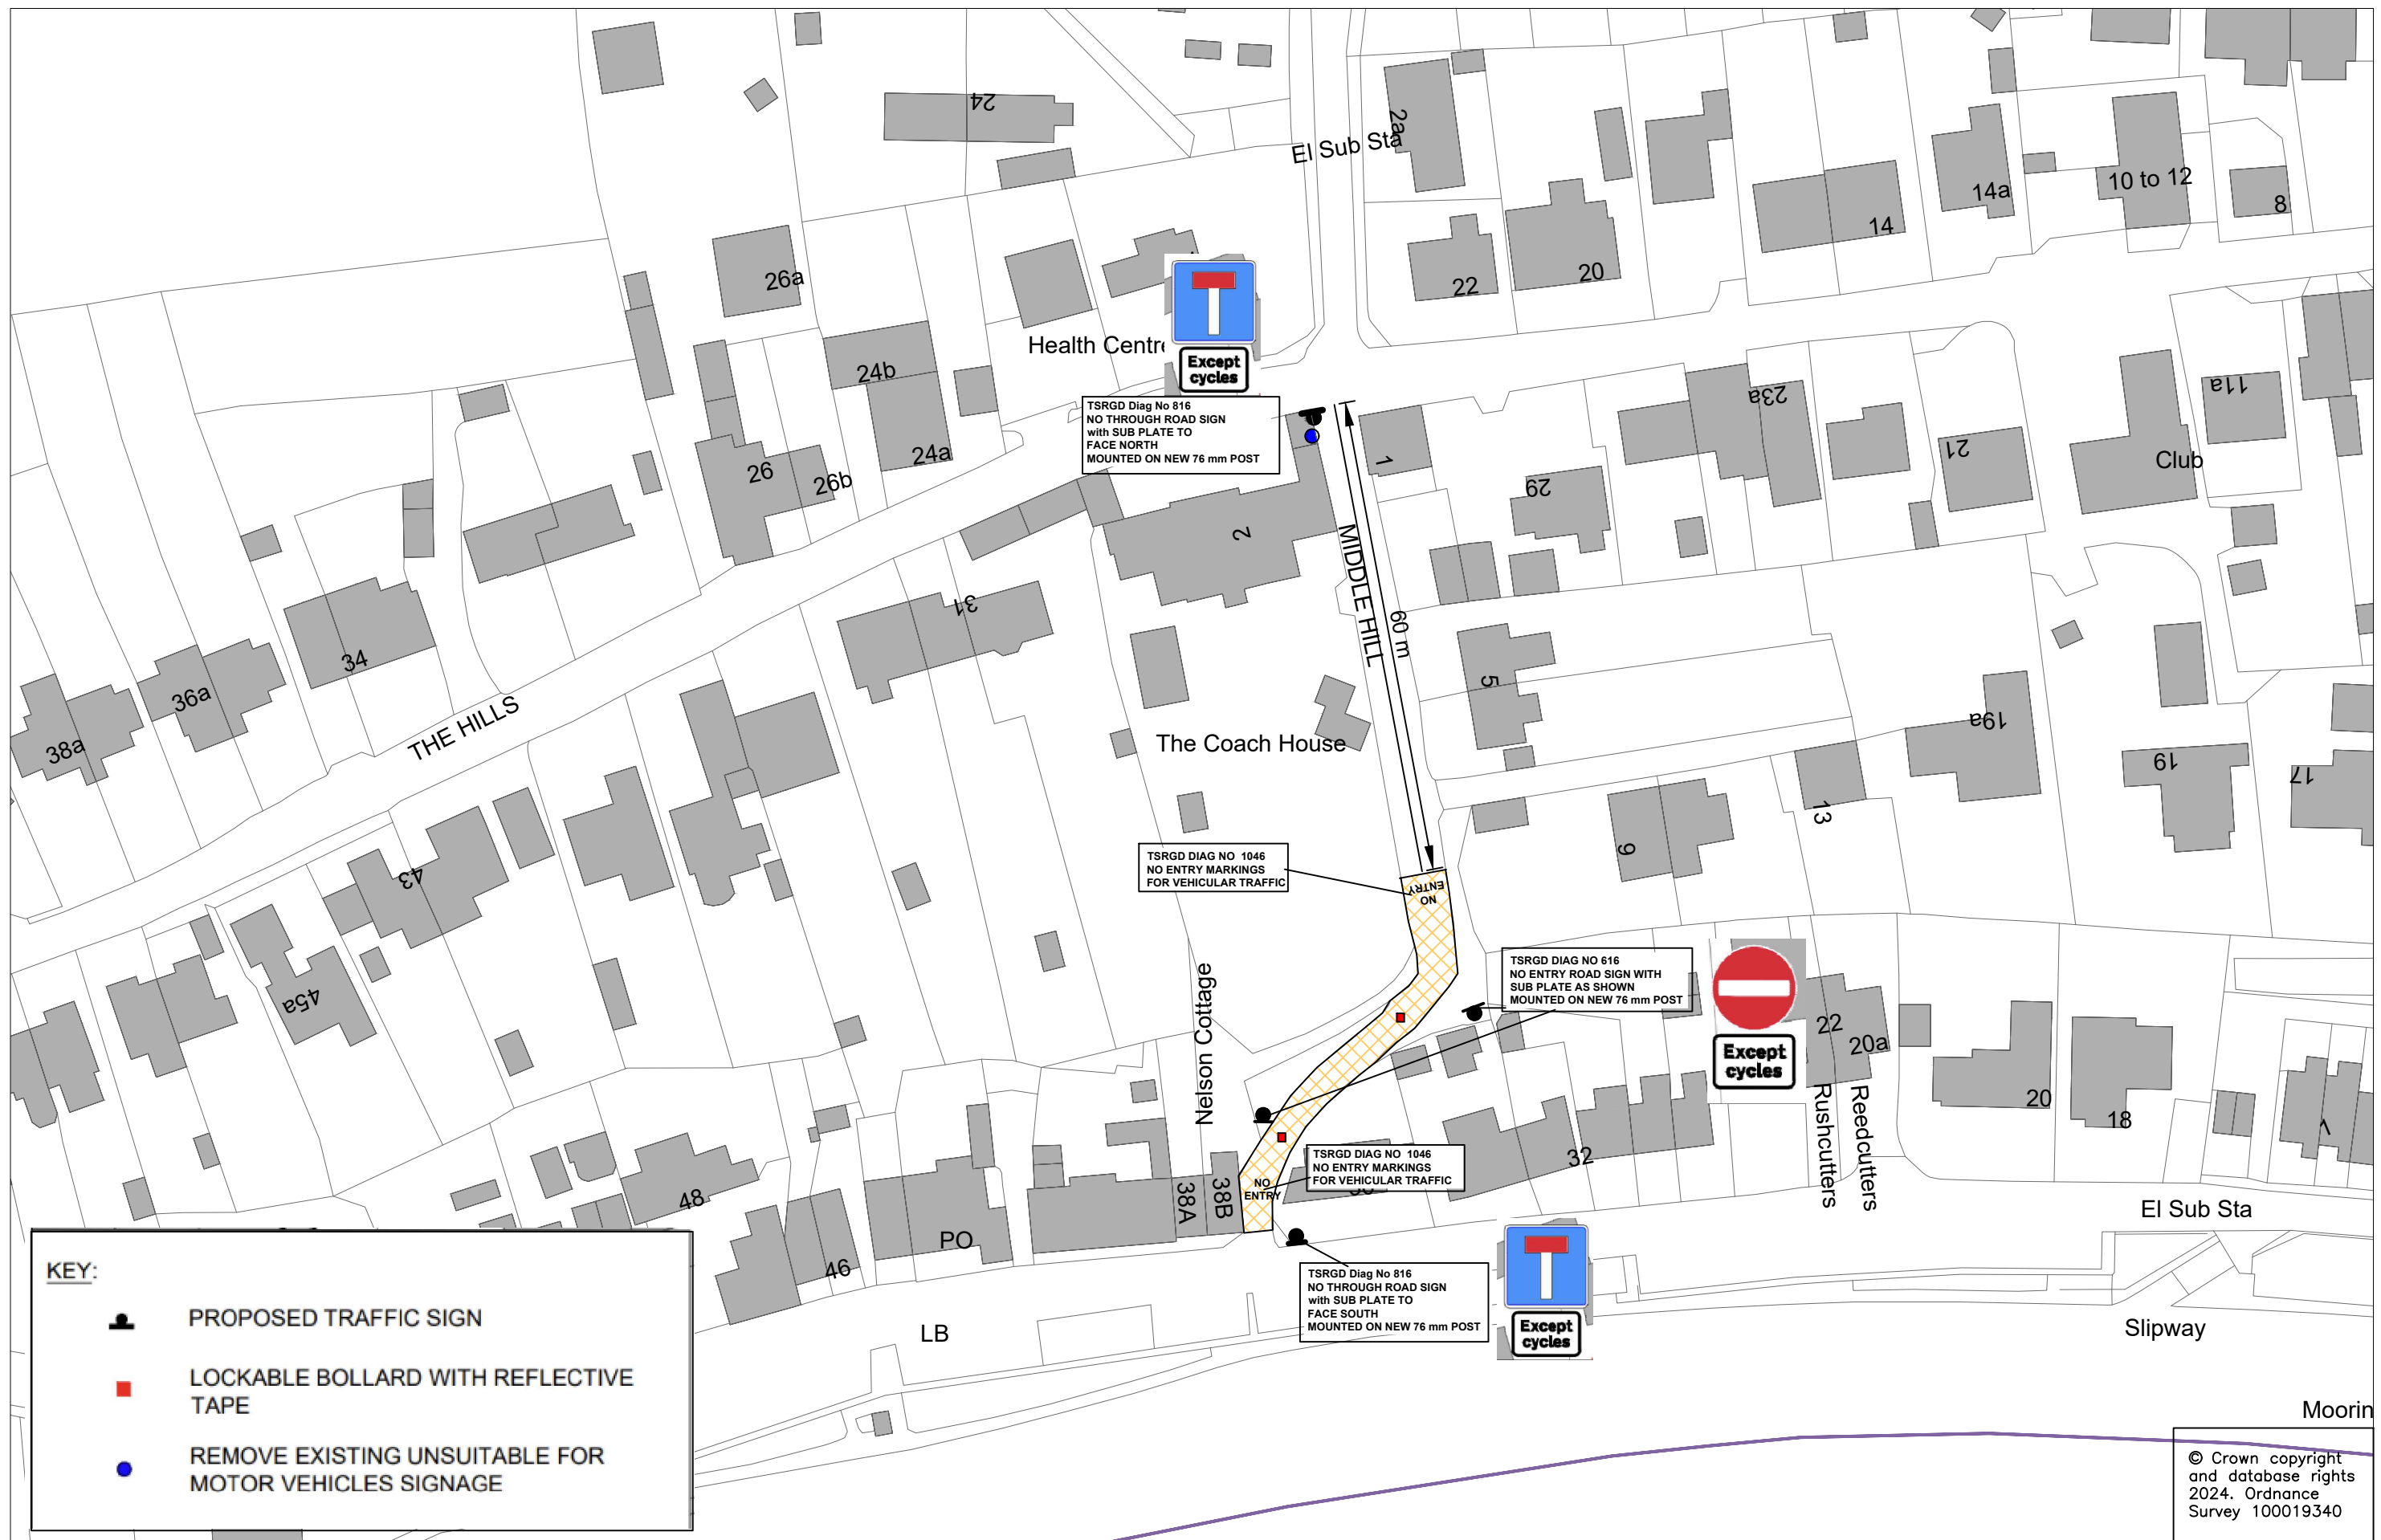 24
2a
El Sub Sta
10 to 12
14a
8
14
26a
20
22
Health Centre
Except
cycles
24b
23a
11a
TSRGD Diag No 816
NO THROUGH ROAD SIGN
with SUB PLATE TO
FACE NORTH
MOUNTED ON NEW 76 mm POST
24a
26
26b
1
21
Club
29
2
MIDDLE HILL
60 m
31
34
36a
38a
THE HILLS
5
The Coach House
19a
19
17
13
9
43
45a
TSRGD DIAG NO 1046
NO ENTRY MARKINGS
FOR VEHICULAR TRAFFIC
NO
ENTRY
TSRGD DIAG NO 616
NO ENTRY ROAD SIGN WITH
SUB PLATE AS SHOWN
MOUNTED ON NEW 76 mm POST
Except
cycles
22
20a
Nelson Cottage
Rushcutters
Reedcutters
20
18
TSRGD DIAG NO 1046
NO ENTRY MARKINGS
FOR VEHICULAR TRAFFIC
32
NO
ENTRY
38A
38B
48
46
PO
LB
El Sub Sta
TSRGD Diag No 816
NO THROUGH ROAD SIGN
with SUB PLATE TO
FACE SOUTH
MOUNTED ON NEW 76 mm POST
Except
cycles
Slipway
Moorin
KEY:
PROPOSED TRAFFIC SIGN
LOCKABLE BOLLARD WITH REFLECTIVE
TAPE
REMOVE EXISTING UNSUITABLE FOR
MOTOR VEHICLES SIGNAGE
© Crown copyright
and database rights
2024. Ordnance
Survey 100019340